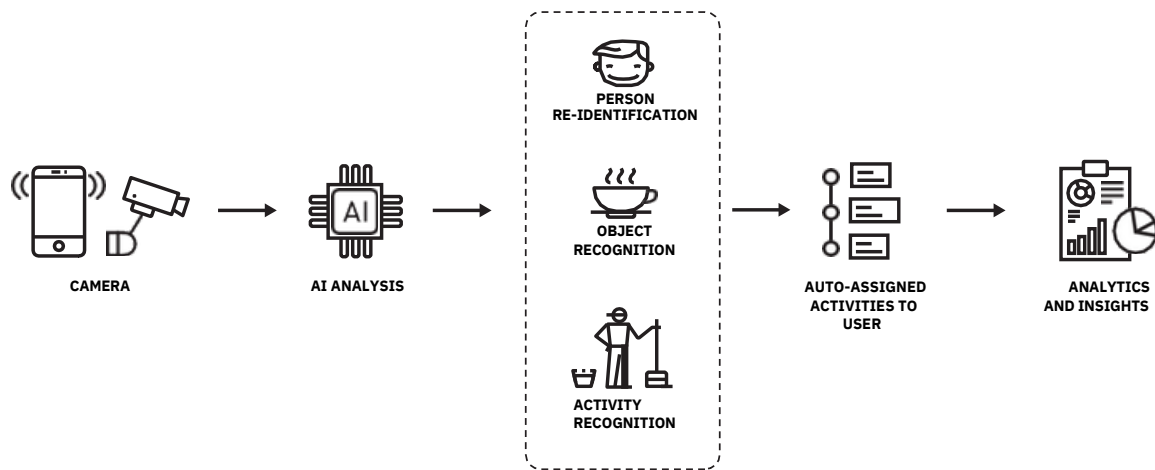 PERSON
RE-IDENTIFICATION
OBJECT
RECOGNITION
ACTIVITY
RECOGNITION
CAMERA
AI
AI ANALYSIS
AUTO-ASSIGNED
ACTIVITIES TO
USER
ANALYTICS
AND INSIGHTS